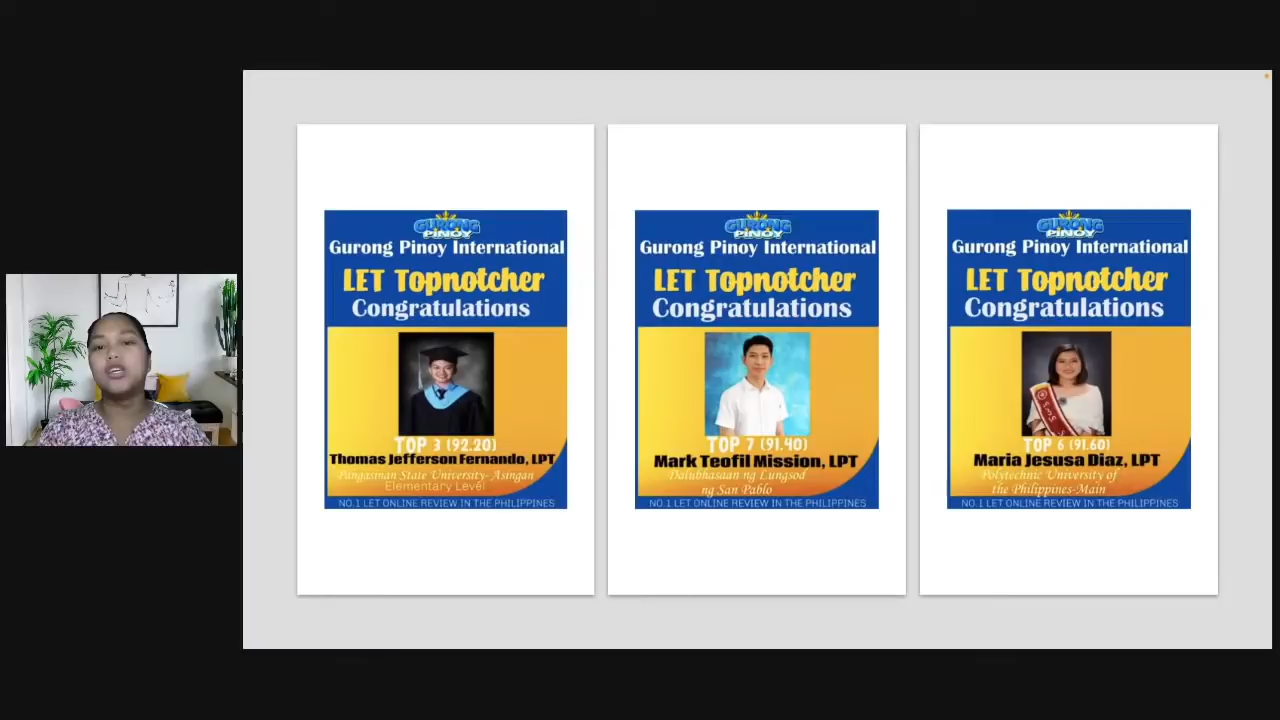 GURONG
PINOY
Gurong Pinoy International
LET Topnotcher
Congratulations
TOP 3 (92.20)
Thomas Jefferson Fernando, LPT
Pangasinan State University- Asingan
Elementary Level
NO.1 LET ONLINE REVIEW IN THE PHILIPPINES
GURONG
PINOY
Gurong Pinoy International
LET Topnotcher
Congratulations
TOP 7 (91.40)
Mark Teofil Mission, LPT
Dalubhasaan ng Lungsod
ng San Pablo
NO.1 LET ONLINE REVIEW IN THE PHILIPPINES
GURONG
PINOY
Gurong Pinoy International
LET Topnotcher
Congratulations
TOP 6 (91.60)
Maria Jesusa Diaz, LPT
Polytechnic University of
the Philippines-Main
NO.1 LET ONLINE REVIEW IN THE PHILIPPINES